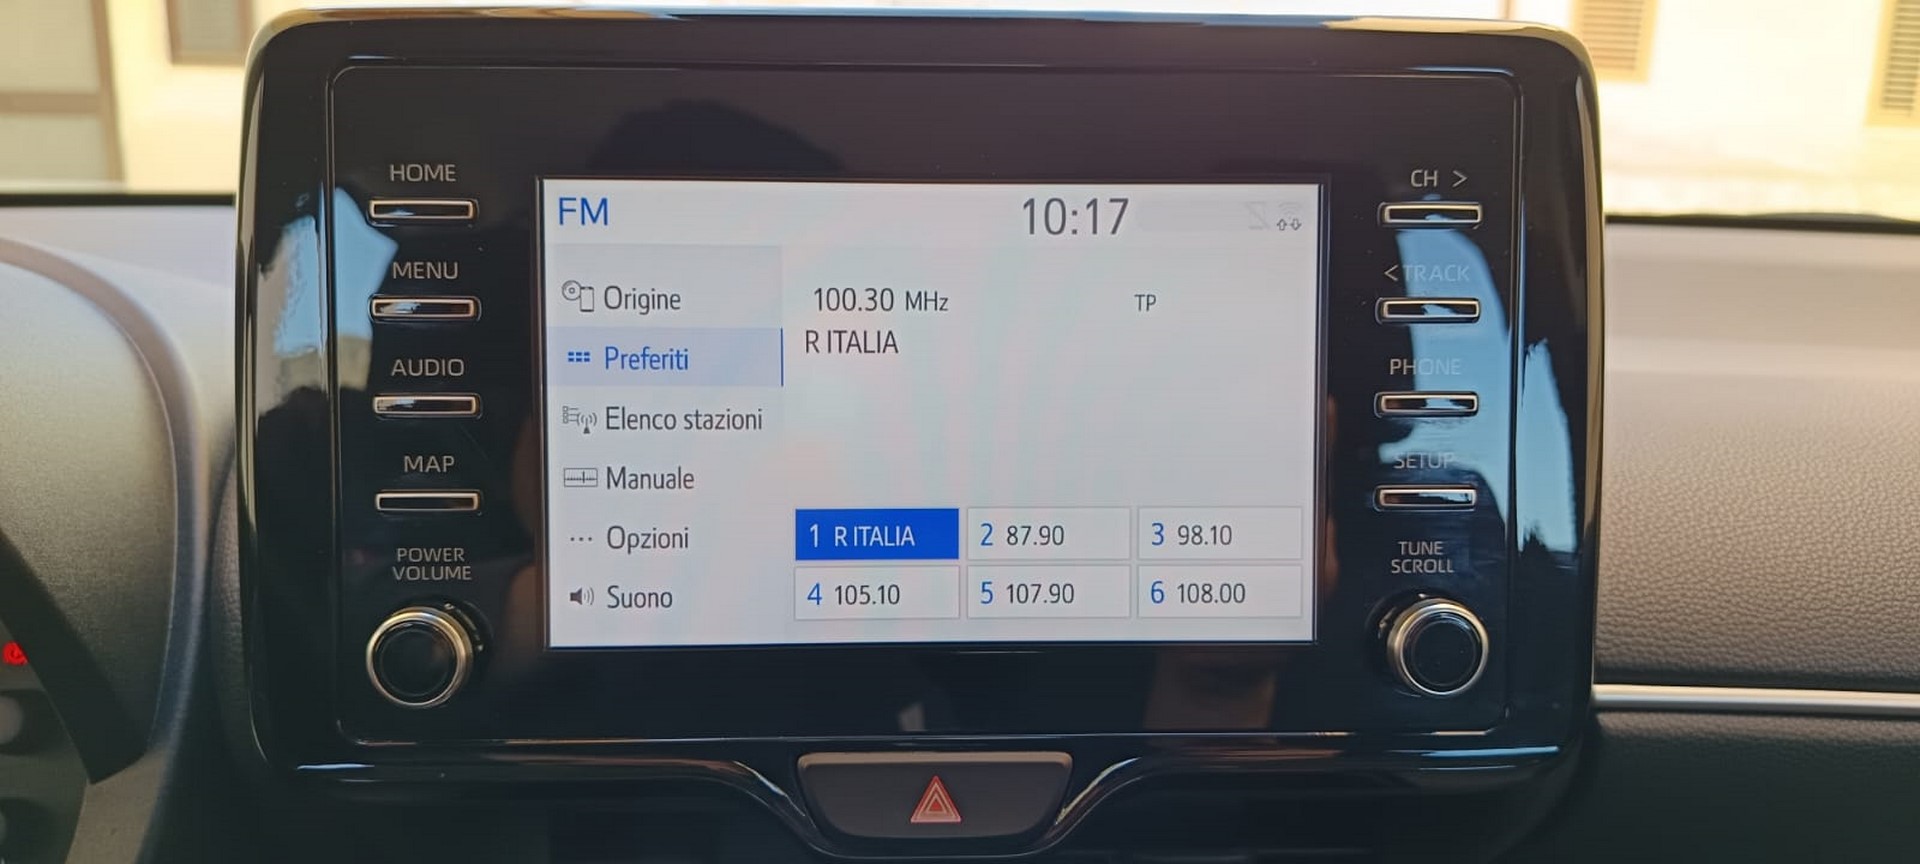 HOME
MENU
AUDIO
MAP
POWER
VOLUME
FM
10:17
Origine
Preferiti
Elenco stazioni
Manuale
Opzioni
Suono
100.30 MHz
TP
R ITALIA
1 R ITALIA
2 87.90
3 98.10
4 105.10
5 107.90
6 108.00
CH >
< TRACK
PHONE
SETUP
TUNE
SCROLL